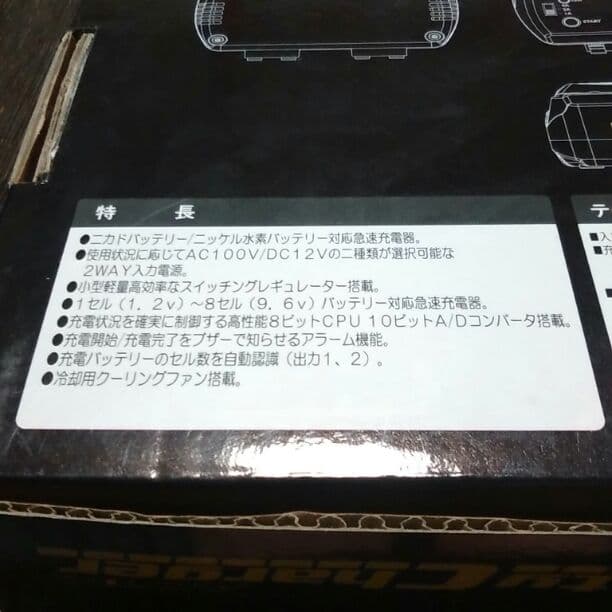 START
特　長
●ニカドバッテリー/ニッケル水素バッテリー対応急速充電器。
●使用状況に応じてAC100V/DC12Vの二種類が選択可能な
2WAY入力電源。
●小型軽量高効率なスイッチングレギュレーター搭載。
●1セル（1．2v）～8セル（9．6v）バッテリー対応急速充電器。
●充電状況を確実に制御する高性能8ビットCPU 10ビットA/Dコンバータ搭載。
●充電開始/充電完了をブザーで知らせるアラーム機能。
●充電バッテリーのセル数を自動認識（出力1、2）。
●冷却用クーリングファン搭載。
テ
■入
■充
Charger